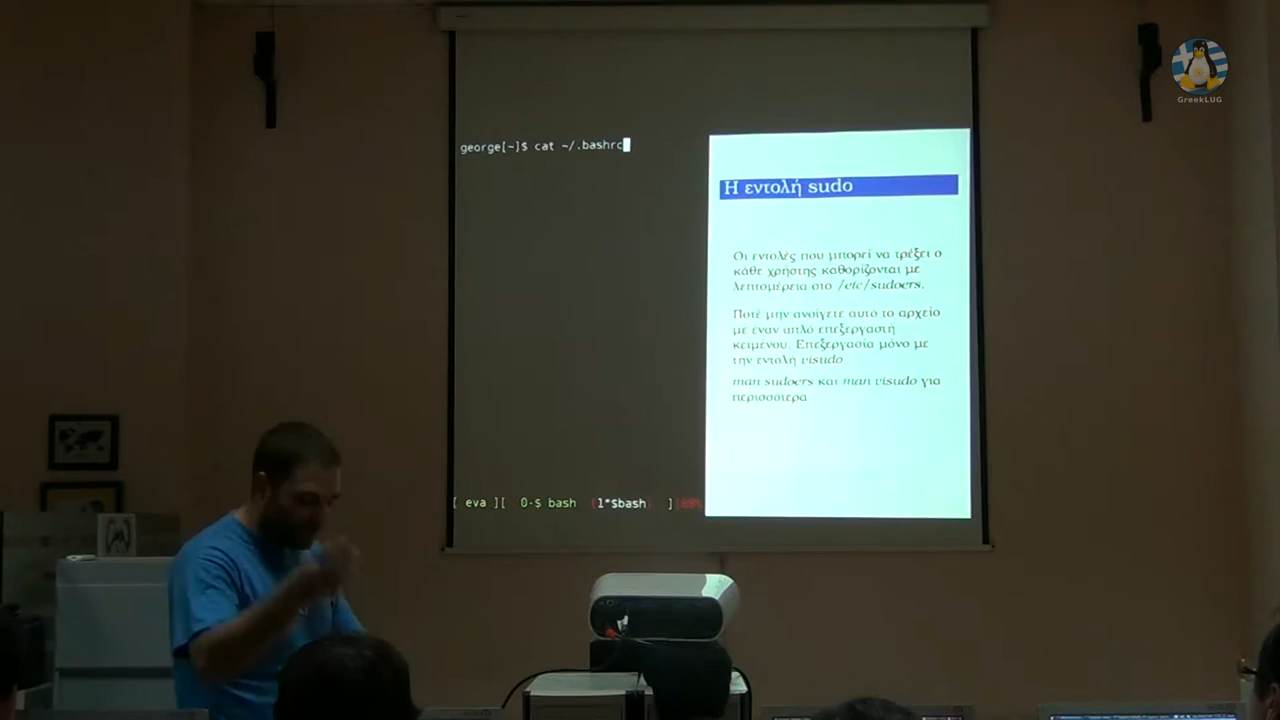 GreekLUG
george[~]$ cat ~/.bashrc
Η εντολή sudo
Οι εντολές που μπορεί να τρέξει ο
κάθε χρήστης καθορίζονται με
λεπτομέρεια στο /etc/sudoers.
Ποτέ μην ανοίγετε αυτό το αρχείο
με έναν απλό επεξεργαστή
κειμένου. Επεξεργασία μόνο με
την εντολή visudo
man sudoers και man visudo για
περισσότερα
[ eva ][ 0-$ bash (1*$bash) ]